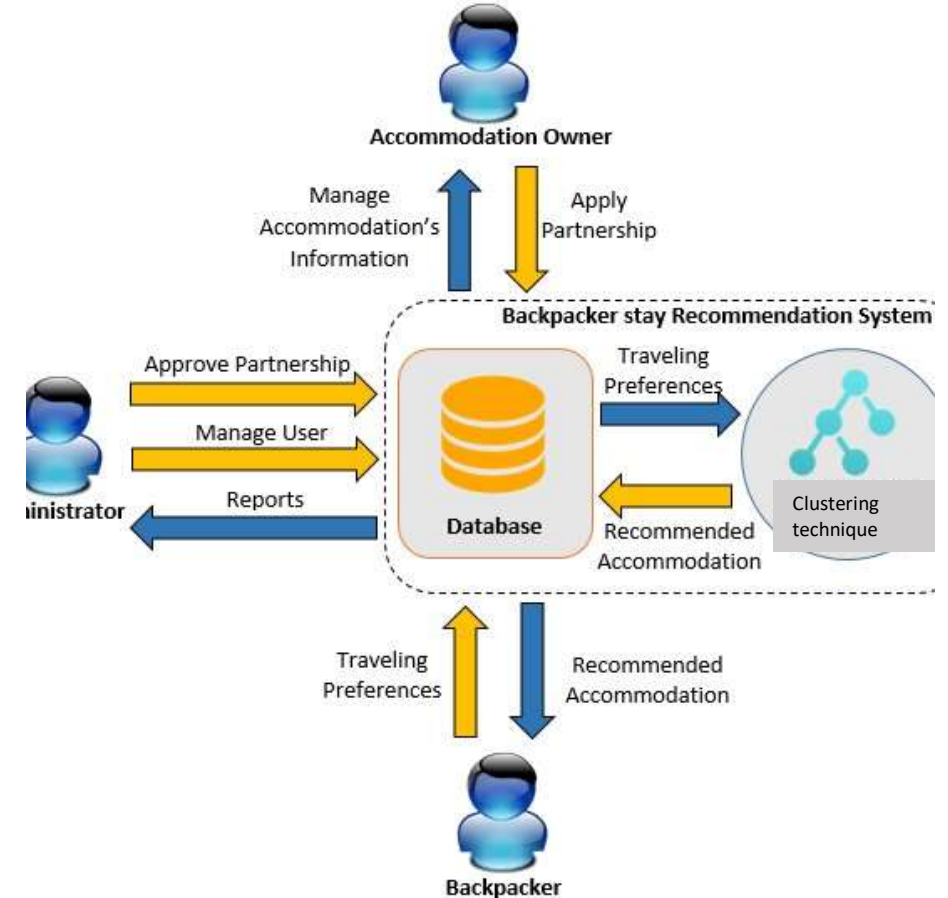 Accommodation Owner
Manage
Accommodation's
Information
Apply
Partnership
Backpacker stay Recommendation System
Approve Partnership
Manage User
Reports
ministrator
Database
Traveling
Preferences
Recommended
Accommodation
Clustering
technique
Traveling
Preferences
Recommended
Accommodation
Backpacker